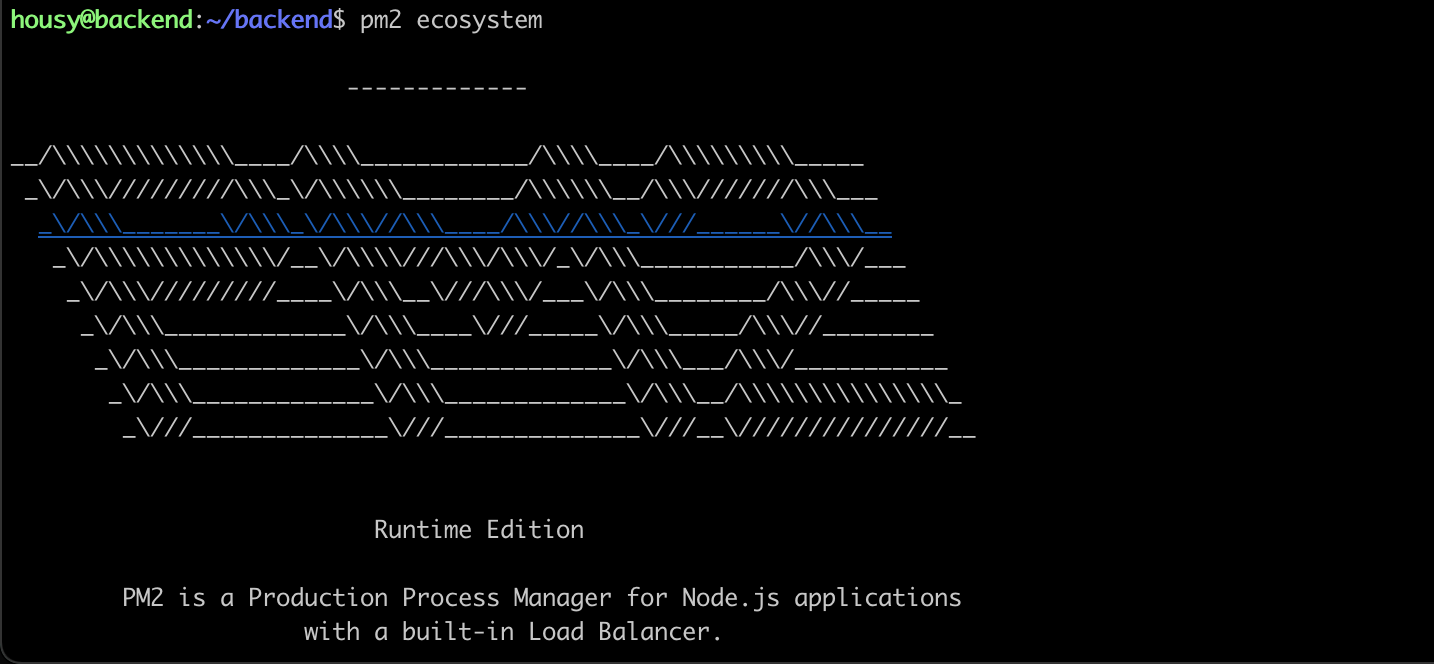 housy@backend:~/backend$ pm2 ecosystem
-------------
__/\\\\\\\\\\\\\____/\\\\____________/\\\\____/\\\\\\\\\_____
_\/\\\/////////\\\_\/\\\\\\________/\\\\\\__/\\\///////\\\___
_\/\\\_______\/\\\_\/\\\//\\\____/\\\//\\\_\///______\//\\\__
_\/\\\\\\\\\\\\\/__\/\\\\///\\\/\\\/_\/\\\___________/\\\/___
_\/\\\/////////____\/\\\__\///\\\/___\/\\\________/\\\//_____
_\/\\\_____________\/\\\____\///_____\/\\\_____/\\\//________
_\/\\\_____________\/\\\_____________\/\\\___/\\\/___________
_\/\\\_____________\/\\\_____________\/\\\__/\\\\\\\\\\\\\\\_
_\///______________\///______________\///__\///////////////__
Runtime Edition
PM2 is a Production Process Manager for Node.js applications
with a built-in Load Balancer.